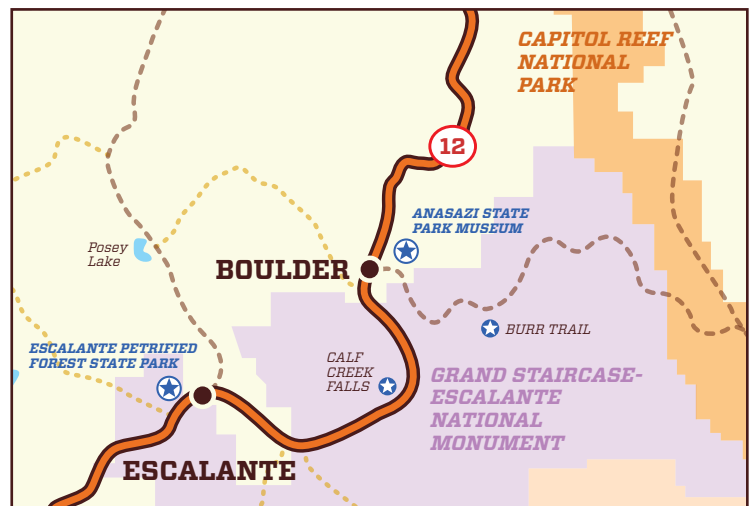 CAPITOL REEF
NATIONAL
PARK
12
ANASAZI STATE
PARK MUSEUM
Posey
Lake
BOULDER
BURR TRAIL
ESCALANTE PETRIFIED
FOREST STATE PARK
CALF
CREEK
FALLS
GRAND STAIRCASE-
ESCALANTE
NATIONAL
MONUMENT
ESCALANTE